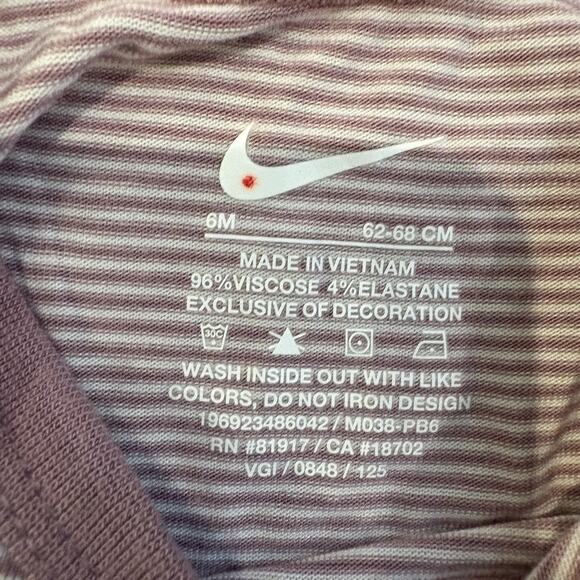 6M 62-68 CM
MADE IN VIETNAM
96%VISCOSE 4%ELASTANE
EXCLUSIVE OF DECORATION
30C
WASH INSIDE OUT WITH LIKE
COLORS, DO NOT IRON DESIGN
196923486042 / M038-PB6
RN #81917 / CA #18702
VGI / 0848 / 125